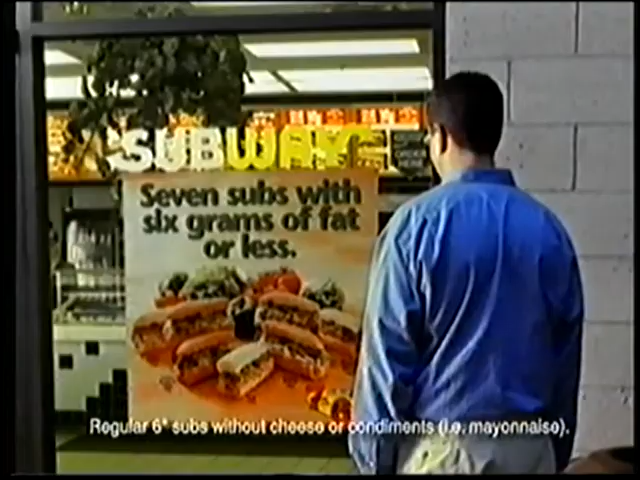 SUBWAY
Seven subs with
six grams of fat
or less.
Regular 6" subs without cheese or condiments (i.e. mayonnaise).